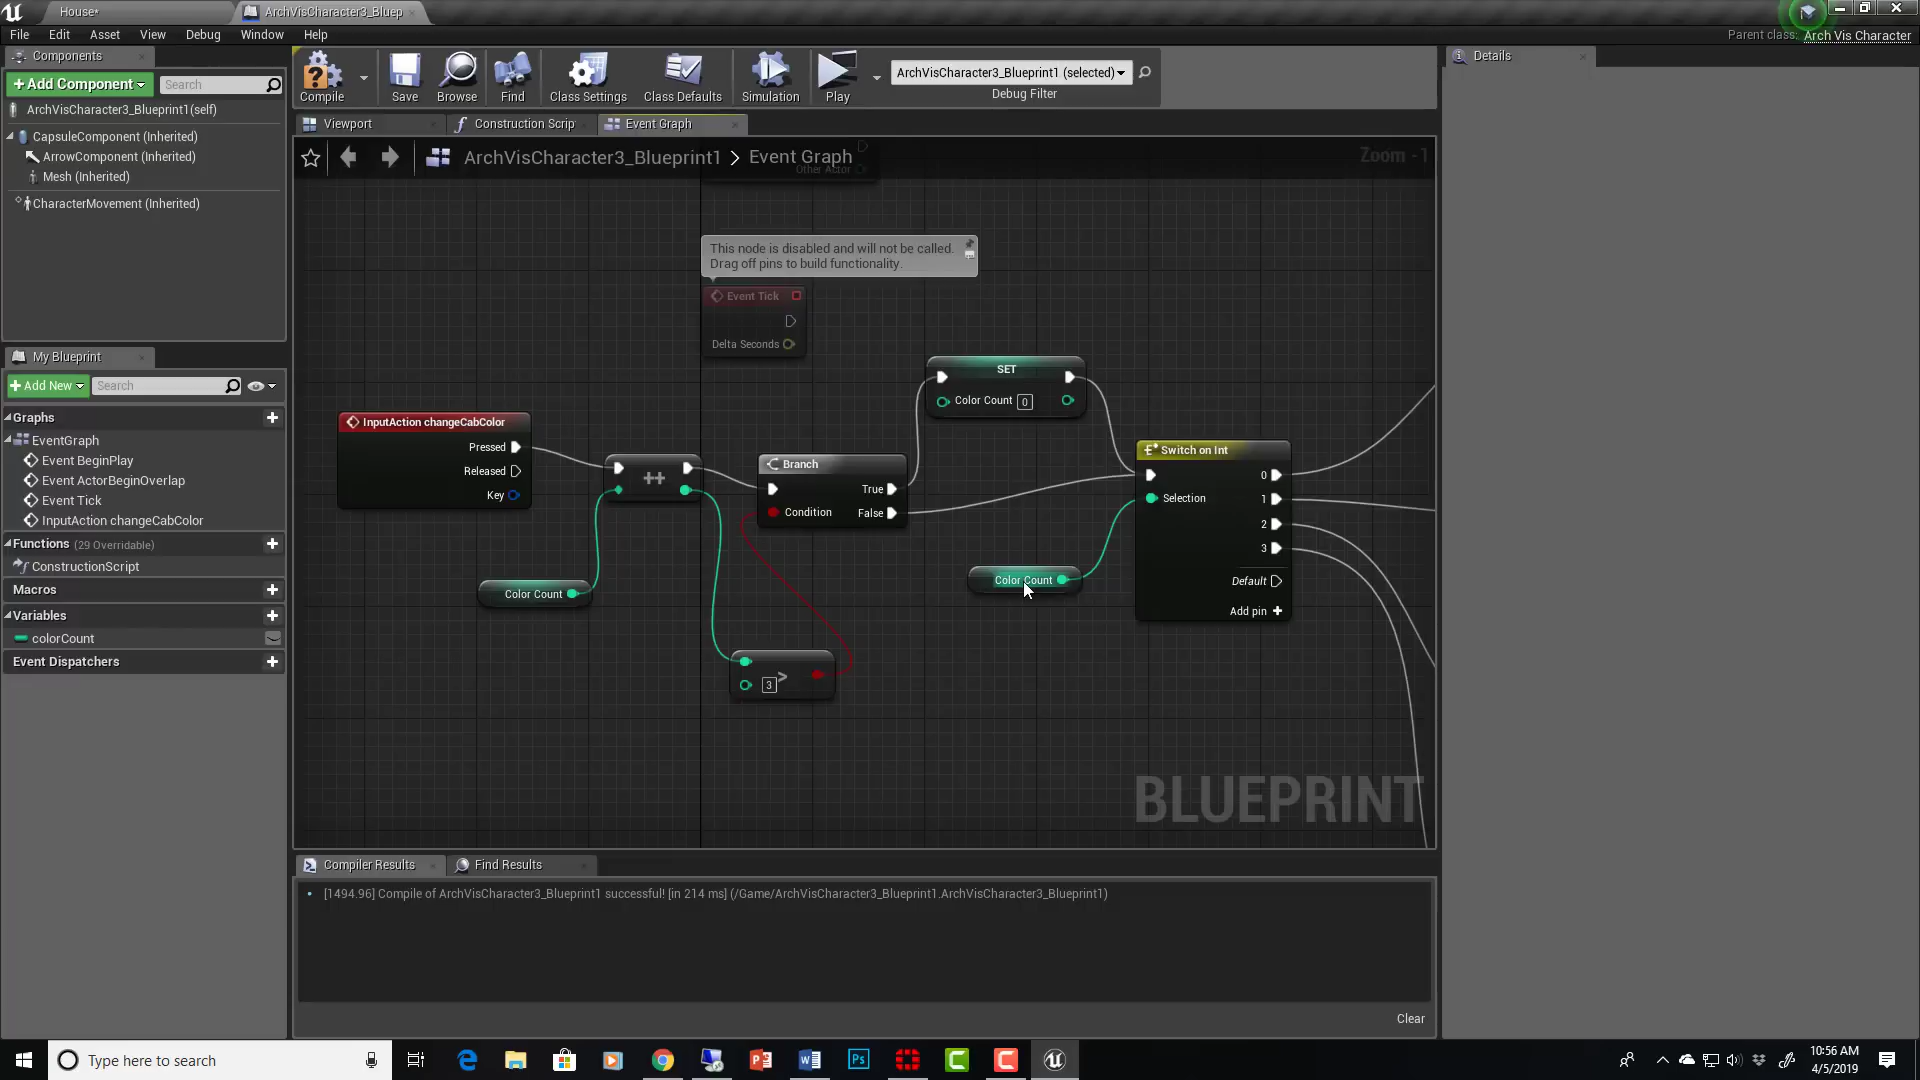 House*
ArchVisCharacter3_Bluep
File
Edit
Asset
View
Debug
Window
Help
Parent class:
Arch Vis Character
Components
+Add Component
Search
ArchVisCharacter3_Blueprint1(self)
CapsuleComponent (Inherited)
ArrowComponent (Inherited)
Mesh (Inherited)
CharacterMovement (Inherited)
My Blueprint
+Add New
Search
Graphs
EventGraph
Event BeginPlay
Event ActorBeginOverlap
Event Tick
InputAction changeCabColor
Functions (29 Overridable)
ConstructionScript
Macros
Variables
colorCount
Event Dispatchers
Compile
Save
Browse
Find
Class Settings
Class Defaults
Simulation
Play
ArchVisCharacter3_Blueprint1 (selected)
Debug Filter
Viewport
Construction Scrip
Event Graph
ArchVisCharacter3_Blueprint1 > Event Graph
Zoom -1
Other Actor
This node is disabled and will not be called.
Drag off pins to build functionality.
Event Tick
Delta Seconds
SET
Color Count 0
InputAction changeCabColor
Pressed
Released
Key
++
Branch
True
Condition
False
Switch on Int
0
Selection
1
2
3
Default
Add pin +
Color Count
Color Count
3 >
BLUEPRINT
Compiler Results
Find Results
[1494.96] Compile of ArchVisCharacter3_Blueprint1 successful! [in 214 ms] (/Game/ArchVisCharacter3_Blueprint1.ArchVisCharacter3_Blueprint1)
Clear
Details
Type here to search
10:56 AM
4/5/2019